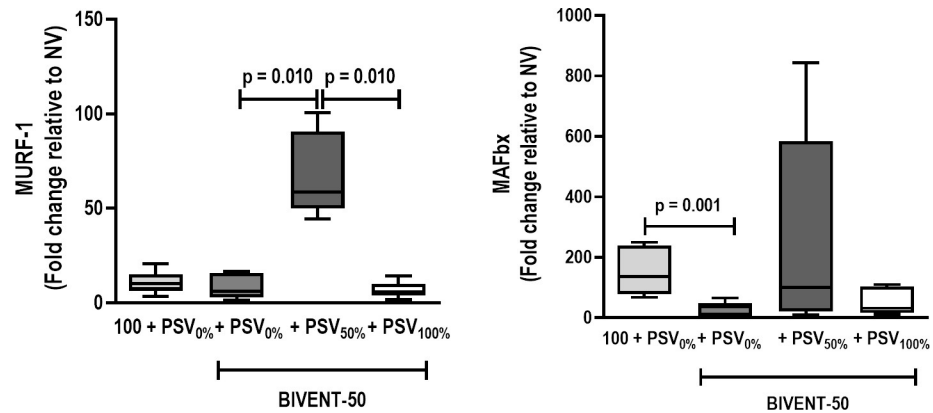 MURF-1
(Fold change relative to NV)
150
100
50
0
p = 0.010 p = 0.010
100 + PSV0% + PSV0% + PSV50% + PSV100%
BIVENT-50
MAFbx
(Fold change relative to NV)
1000
800
600
400
200
0
p = 0.001
100 + PSV0% + PSV0% + PSV50% + PSV100%
BIVENT-50